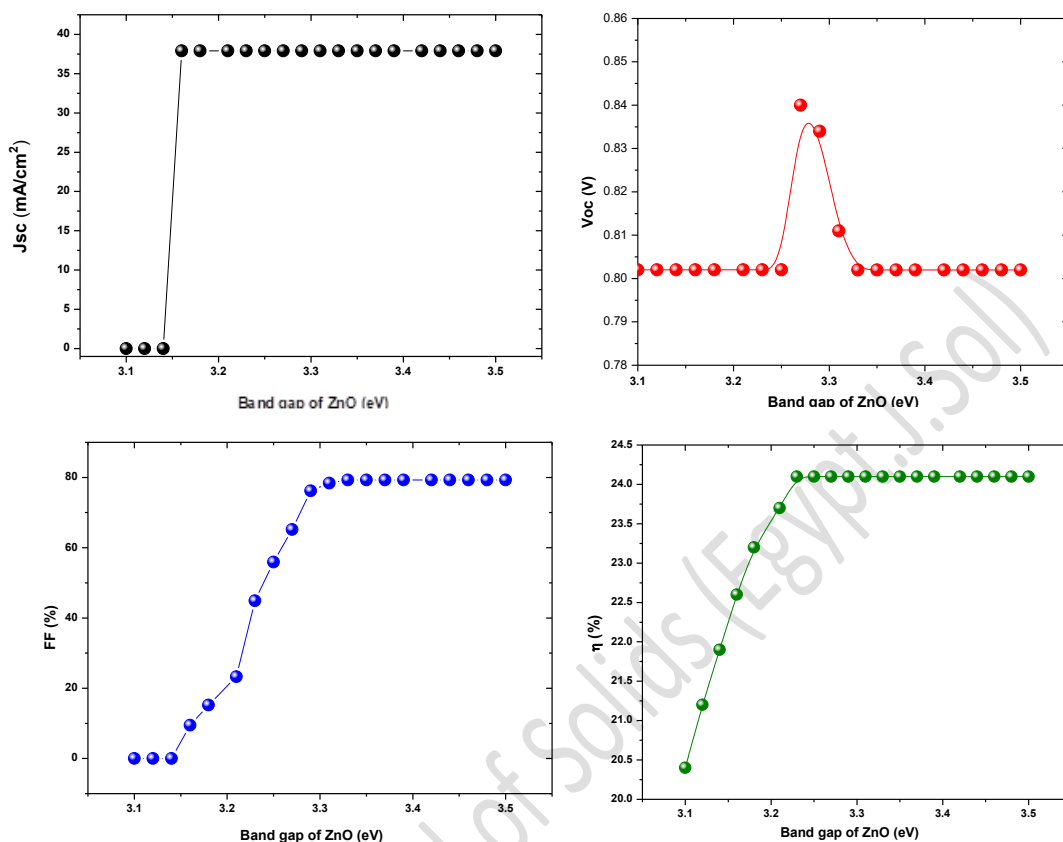 40
35
30
25
20
15
10
5
0
Jsc (mA/cm²)
3.1 3.2 3.3 3.4 3.5
Band gap of ZnO (eV)
0.86
0.85
0.84
0.83
0.82
0.81
0.80
0.79
0.78
Voc (V)
3.1 3.2 3.3 3.4 3.5
Band gap of ZnO (eV)
80
60
40
20
0
FF (%)
3.1 3.2 3.3 3.4 3.5
Band gap of ZnO (eV)
24.5
24.0
23.5
23.0
22.5
22.0
21.5
21.0
20.5
20.0
η (%)
3.1 3.2 3.3 3.4 3.5
Band gap of ZnO (eV)
of Solids (Egypt.J.Sol)